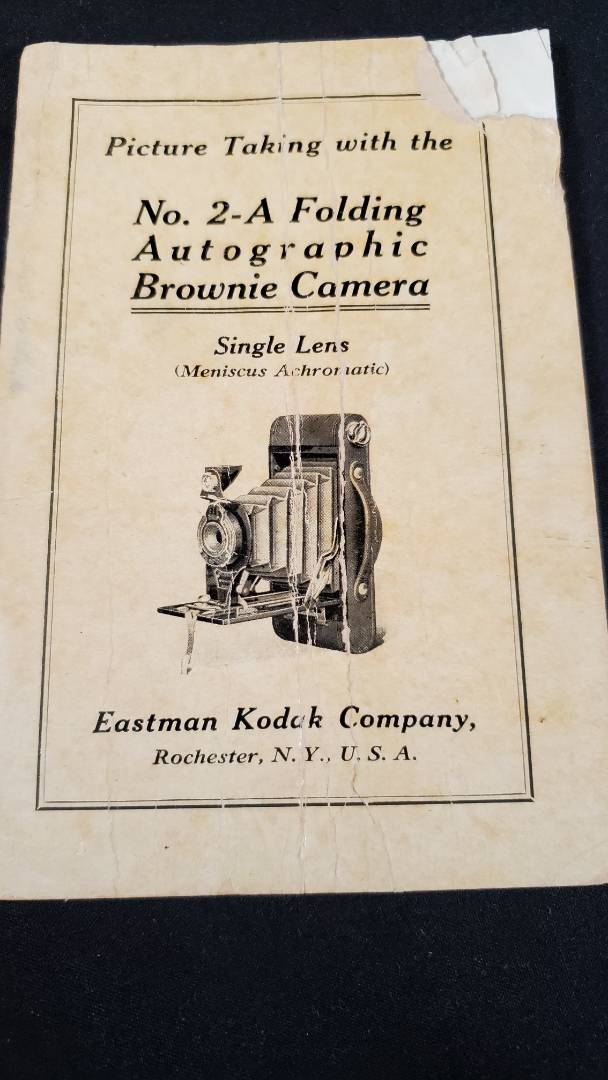 Picture Taking with the
No. 2-A Folding
Autographic
Brownie Camera
Single Lens
(Meniscus Achromatic)
Eastman Kodak Company,
Rochester, N. Y., U. S. A.